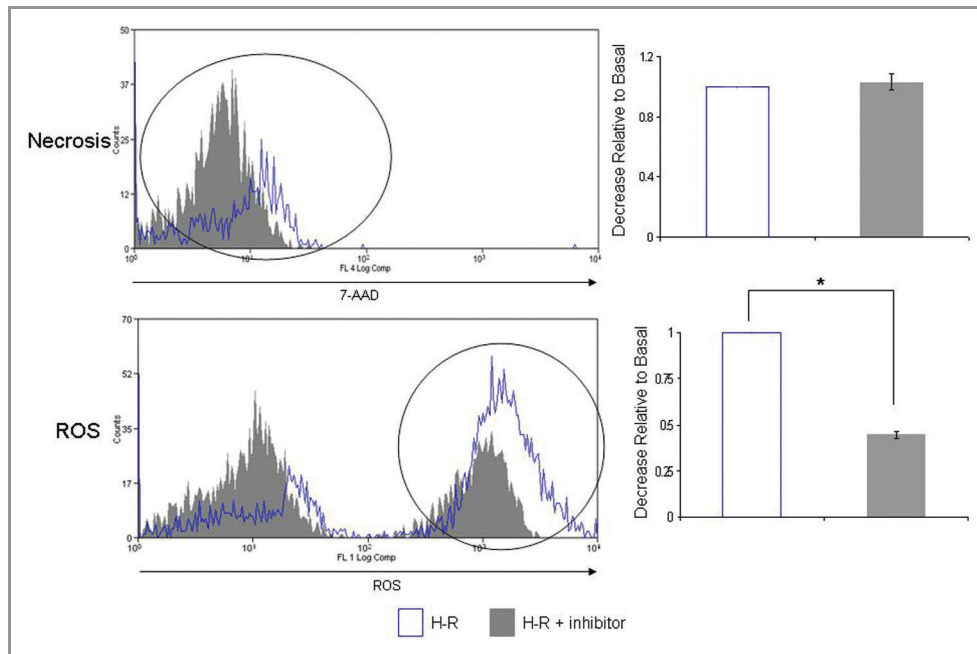 Necrosis
Counts
50
37
25
12
0
10⁰
10¹
10²
10³
10⁴
FL 4 Log Comp
7-AAD
Decrease Relative to Basal
1.2
0.8
0.4
0
ROS
Counts
70
52
35
17
0
10⁰
10¹
10²
10³
10⁴
FL 1 Log Comp
ROS
Decrease Relative to Basal
*
1
0.75
0.5
0.25
0
H-R
H-R + inhibitor